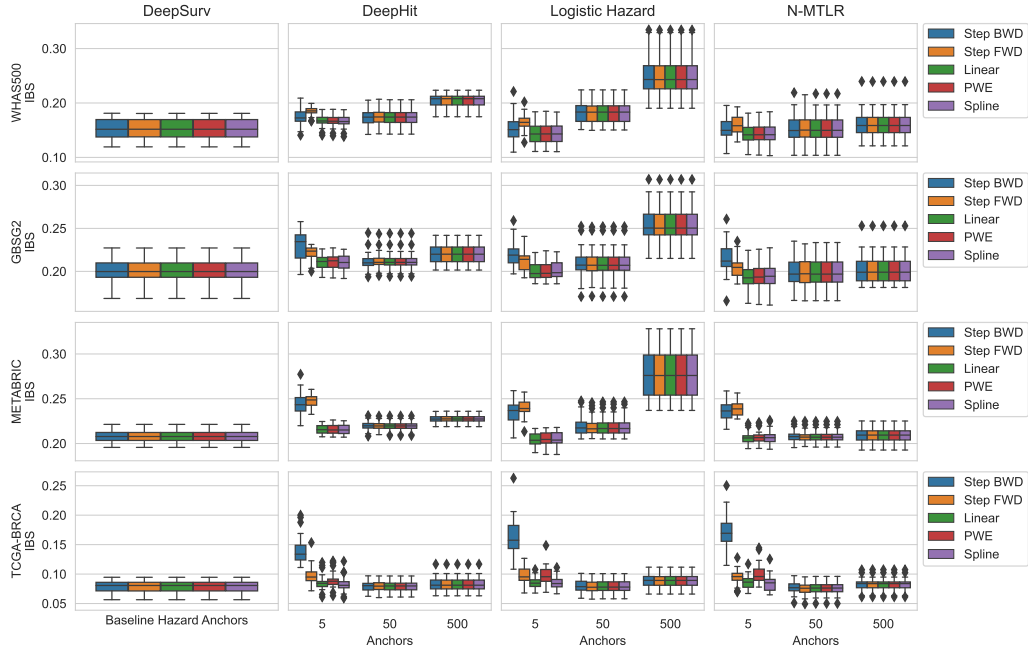 DeepSurv DeepHit Logistic Hazard N-MTLR
WHAS500
IBS
0.30
0.20
0.10
Step BWD
Step FWD
Linear
PWE
Spline
GBSG2
IBS
0.30
0.25
0.20
Step BWD
Step FWD
Linear
PWE
Spline
METABRIC
IBS
0.30
0.25
0.20
Step BWD
Step FWD
Linear
PWE
Spline
TCGA-BRCA
IBS
0.25
0.20
0.15
0.10
0.05
Step BWD
Step FWD
Linear
PWE
Spline
Baseline Hazard Anchors
5 50 500
Anchors
5 50 500
Anchors
5 50 500
Anchors